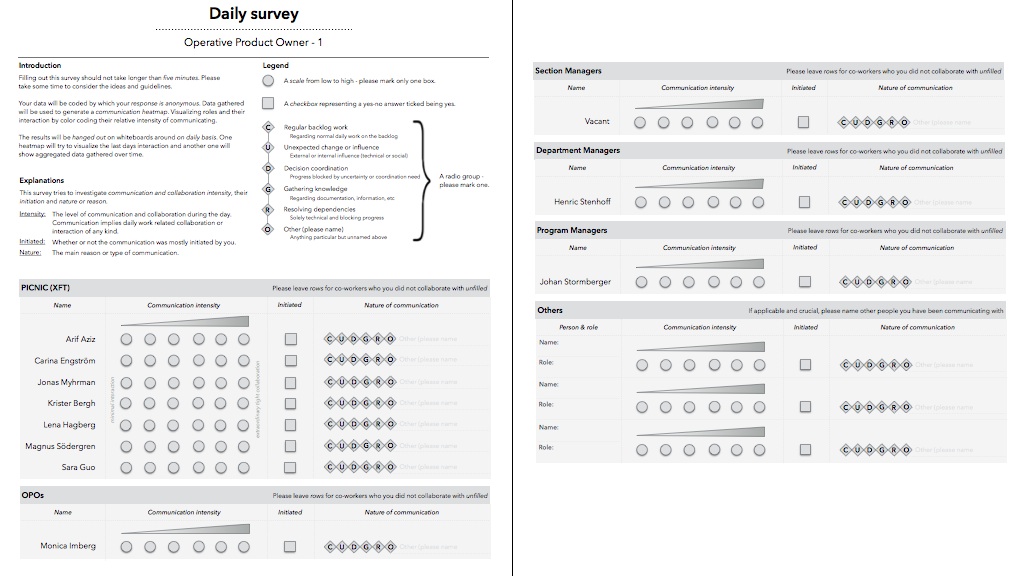 Daily survey
Operative Product Owner - 1
Introduction
Filling out this survey should not take longer than five minutes. Please
take some time to consider the ideas and guidelines.
Your data will be coded by which your response is anonymous. Data gathered
will be used to generate a communication heatmap. Visualizing roles and their
interaction by color coding their relative intensity of communicating.
The results will be hanged out on whiteboards around on daily basis. One
heatmap will try to visualize the last days interaction and another one will
show aggregated data gathered over time.
Explanations
This survey tries to investigate communication and collaboration intensity, their
initiation and nature or reason.
Intensity: The level of communication and collaboration during the day.
Communication implies daily work related collaboration or
interaction of any kind.
Initiated: Whether or not the communication was mostly initiated by you.
Nature: The main reason or type of communication.
Legend
A scale from low to high - please mark only one box.
A checkbox representing a yes-no answer ticked being yes.
C Regular backlog work
Regarding normal daily work on the backlog
U Unexpected change or influence
External or internal influence (technical or social)
D Decision coordination
Progress blocked by uncertainty or coordination need
G Gathering knowledge
Regarding documentation, information, etc
R Resolving dependencies
Solely technical and blocking progress
O Other (please name)
Anything particular but unnamed above
A radio group -
please mark one.
PICNIC (XFT) Please leave rows for co-workers who you did not collaborate with unfilled
Name Communication intensity Initiated Nature of communication
minimal interaction
extraordinary tight collaboration
Arif Aziz C U D G R O Other (please name
Carina Engström C U D G R O Other (please name
Jonas Myhrman C U D G R O Other (please name
Krister Bergh C U D G R O Other (please name
Lena Hagberg C U D G R O Other (please name
Magnus Södergren C U D G R O Other (please name
Sara Guo C U D G R O Other (please name
OPOs Please leave rows for co-workers who you did not collaborate with unfilled
Name Communication intensity Initiated Nature of communication
Monica Imberg C U D G R O Other (please name
Section Managers Please leave rows for co-workers who you did not collaborate with unfilled
Name Communication intensity Initiated Nature of communication
Vacant C U D G R O Other (please name
Department Managers Please leave rows for co-workers who you did not collaborate with unfilled
Name Communication intensity Initiated Nature of communication
Henric Stenhoff C U D G R O Other (please name
Program Managers Please leave rows for co-workers who you did not collaborate with unfilled
Name Communication intensity Initiated Nature of communication
Johan Stormberger C U D G R O Other (please name
Others If applicable and crucial, please name other people you have been communicating with
Person & role Communication intensity Initiated Nature of communication
Name:
Role: C U D G R O Other (please name
Name:
Role: C U D G R O Other (please name
Name:
Role: C U D G R O Other (please name